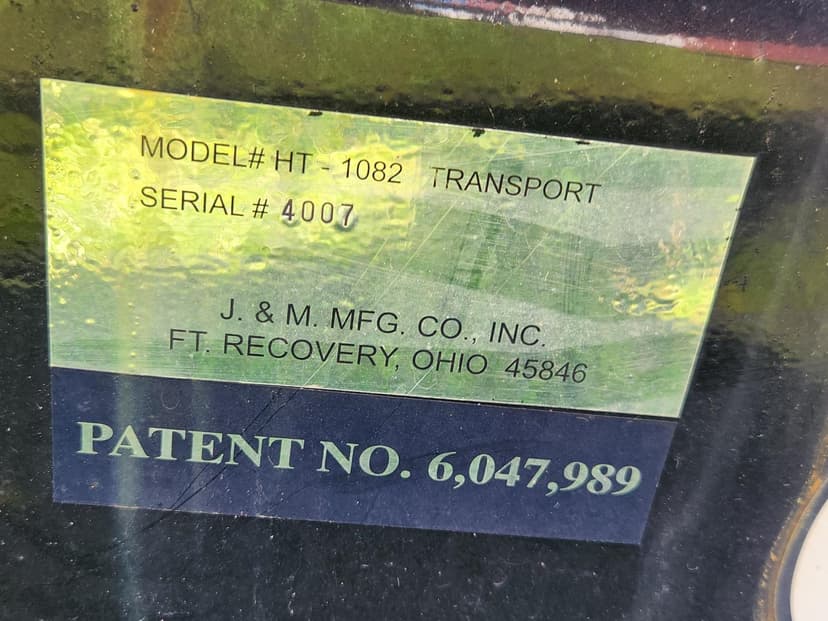 MODEL# HT - 1082 TRANSPORT
SERIAL # 4007
J. & M. MFG. CO., INC.
FT. RECOVERY, OHIO 45846
PATENT NO. 6,047,989